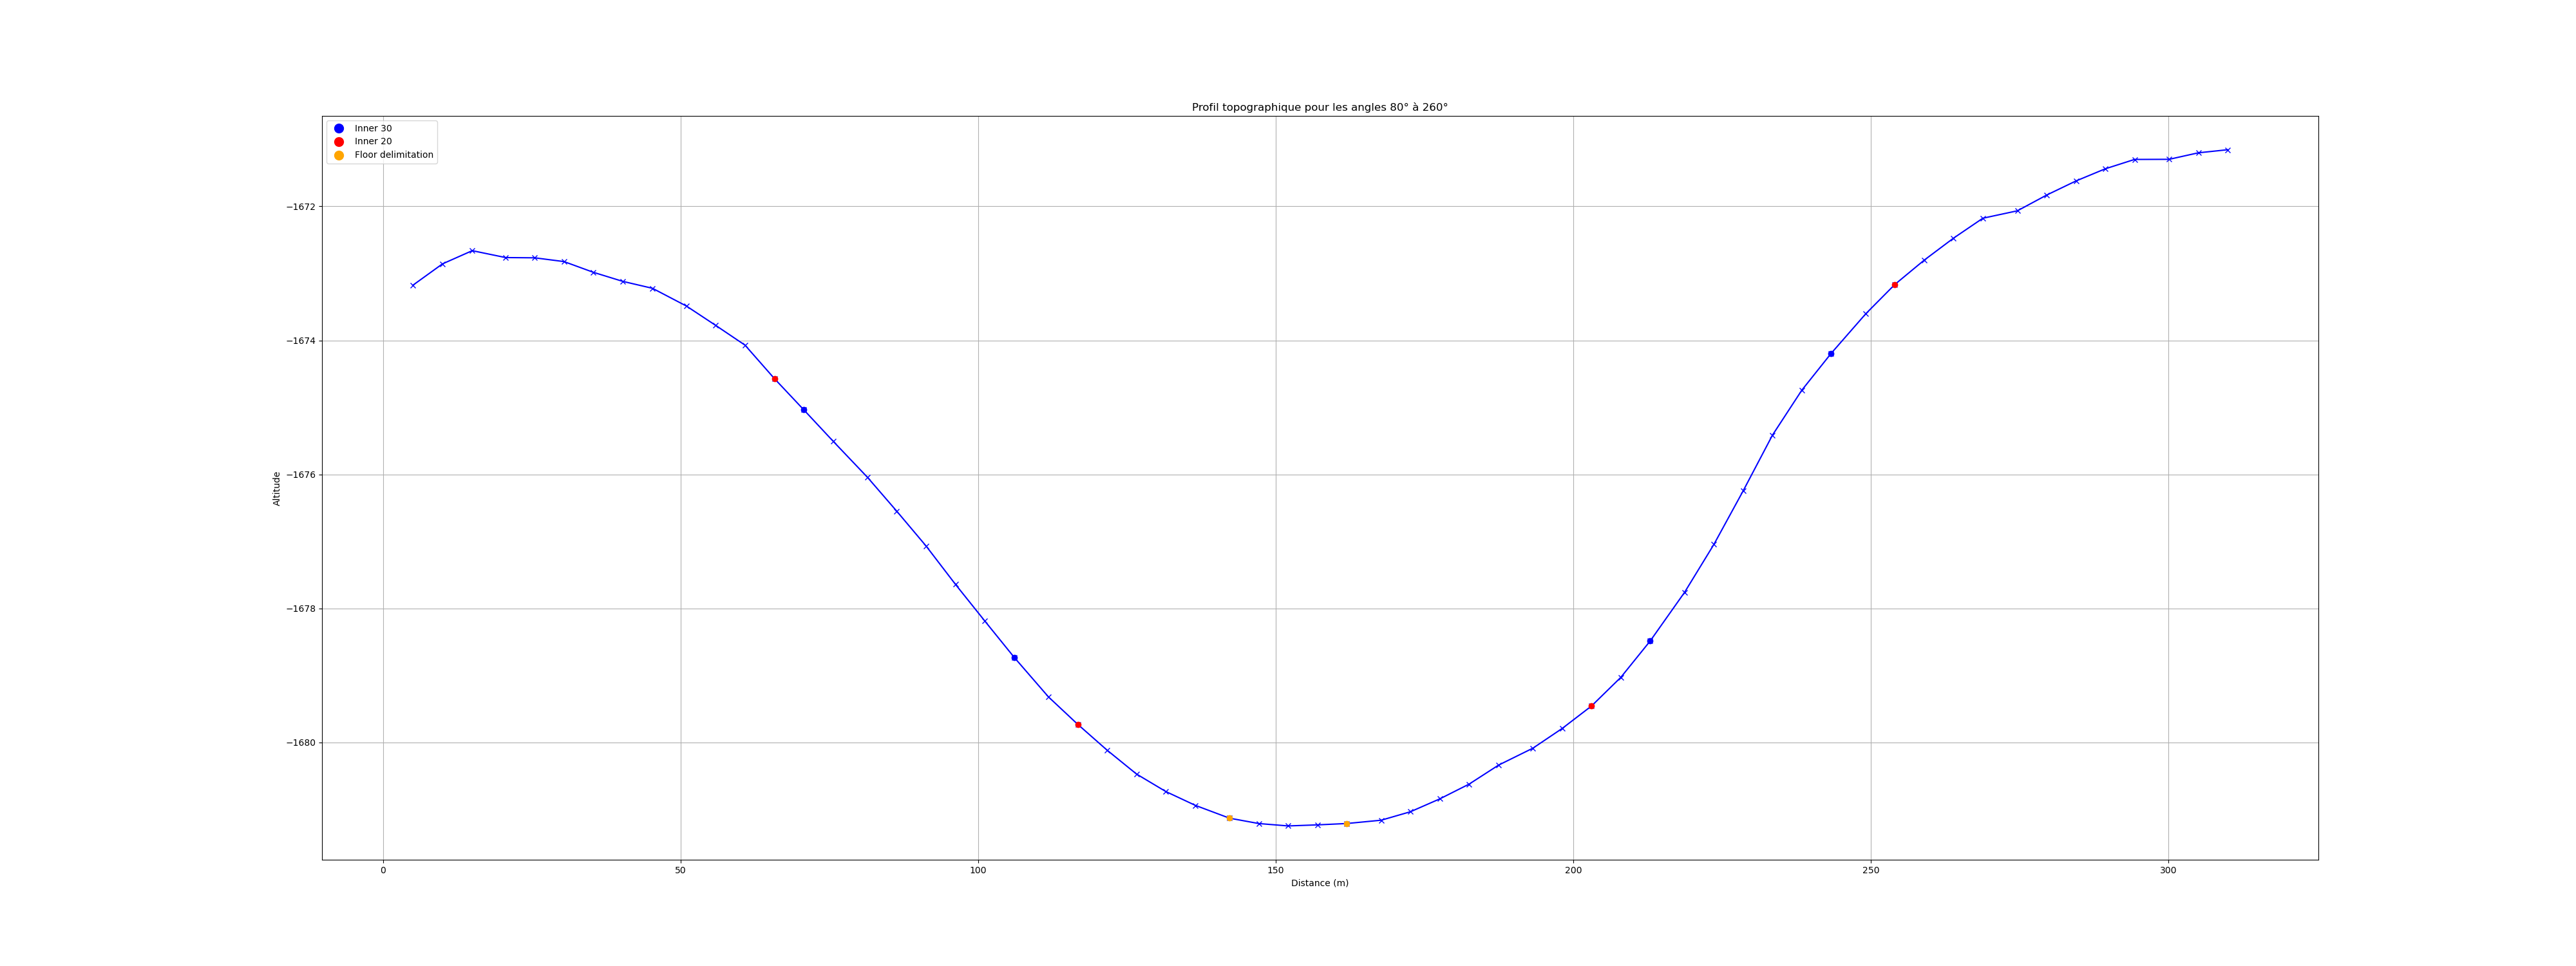 Profil topographique pour les angles 80° à 260°
Inner 30
Inner 20
Floor delimitation
Altitude
−1672
−1674
−1676
−1678
−1680
0
50
100
150
200
250
300
Distance (m)